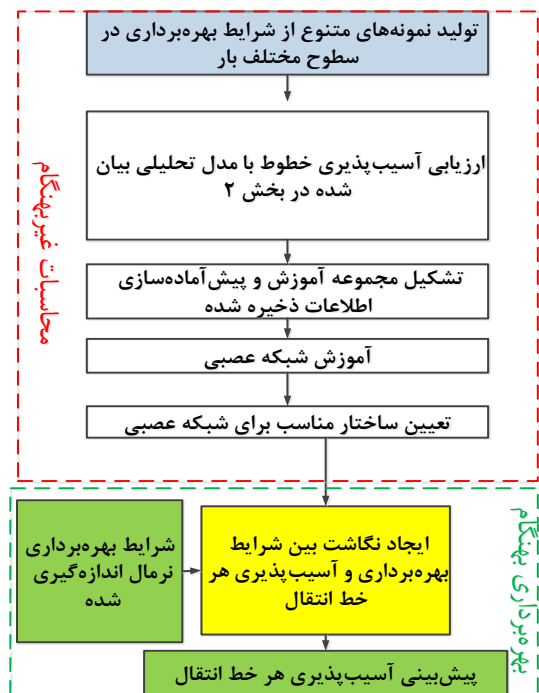 تولید نمونه‌های متنوع از شرایط بهره‌برداری در
سطوح مختلف بار
ارزیابی آسیب‌پذیری خطوط با مدل تحلیلی بیان
شده در بخش ۲
تشکیل مجموعه آموزش و پیش‌آماده‌سازی
اطلاعات ذخیره شده
آموزش شبکه عصبی
تعیین ساختار مناسب برای شبکه عصبی
محاسبات غیربهنگام
شرایط بهره‌برداری
نرمال اندازه‌گیری
شده
ایجاد نگاشت بین شرایط
بهره‌برداری و آسیب‌پذیری هر
خط انتقال
پیش‌بینی آسیب‌پذیری هر خط انتقال
بهره‌برداری بهنگام